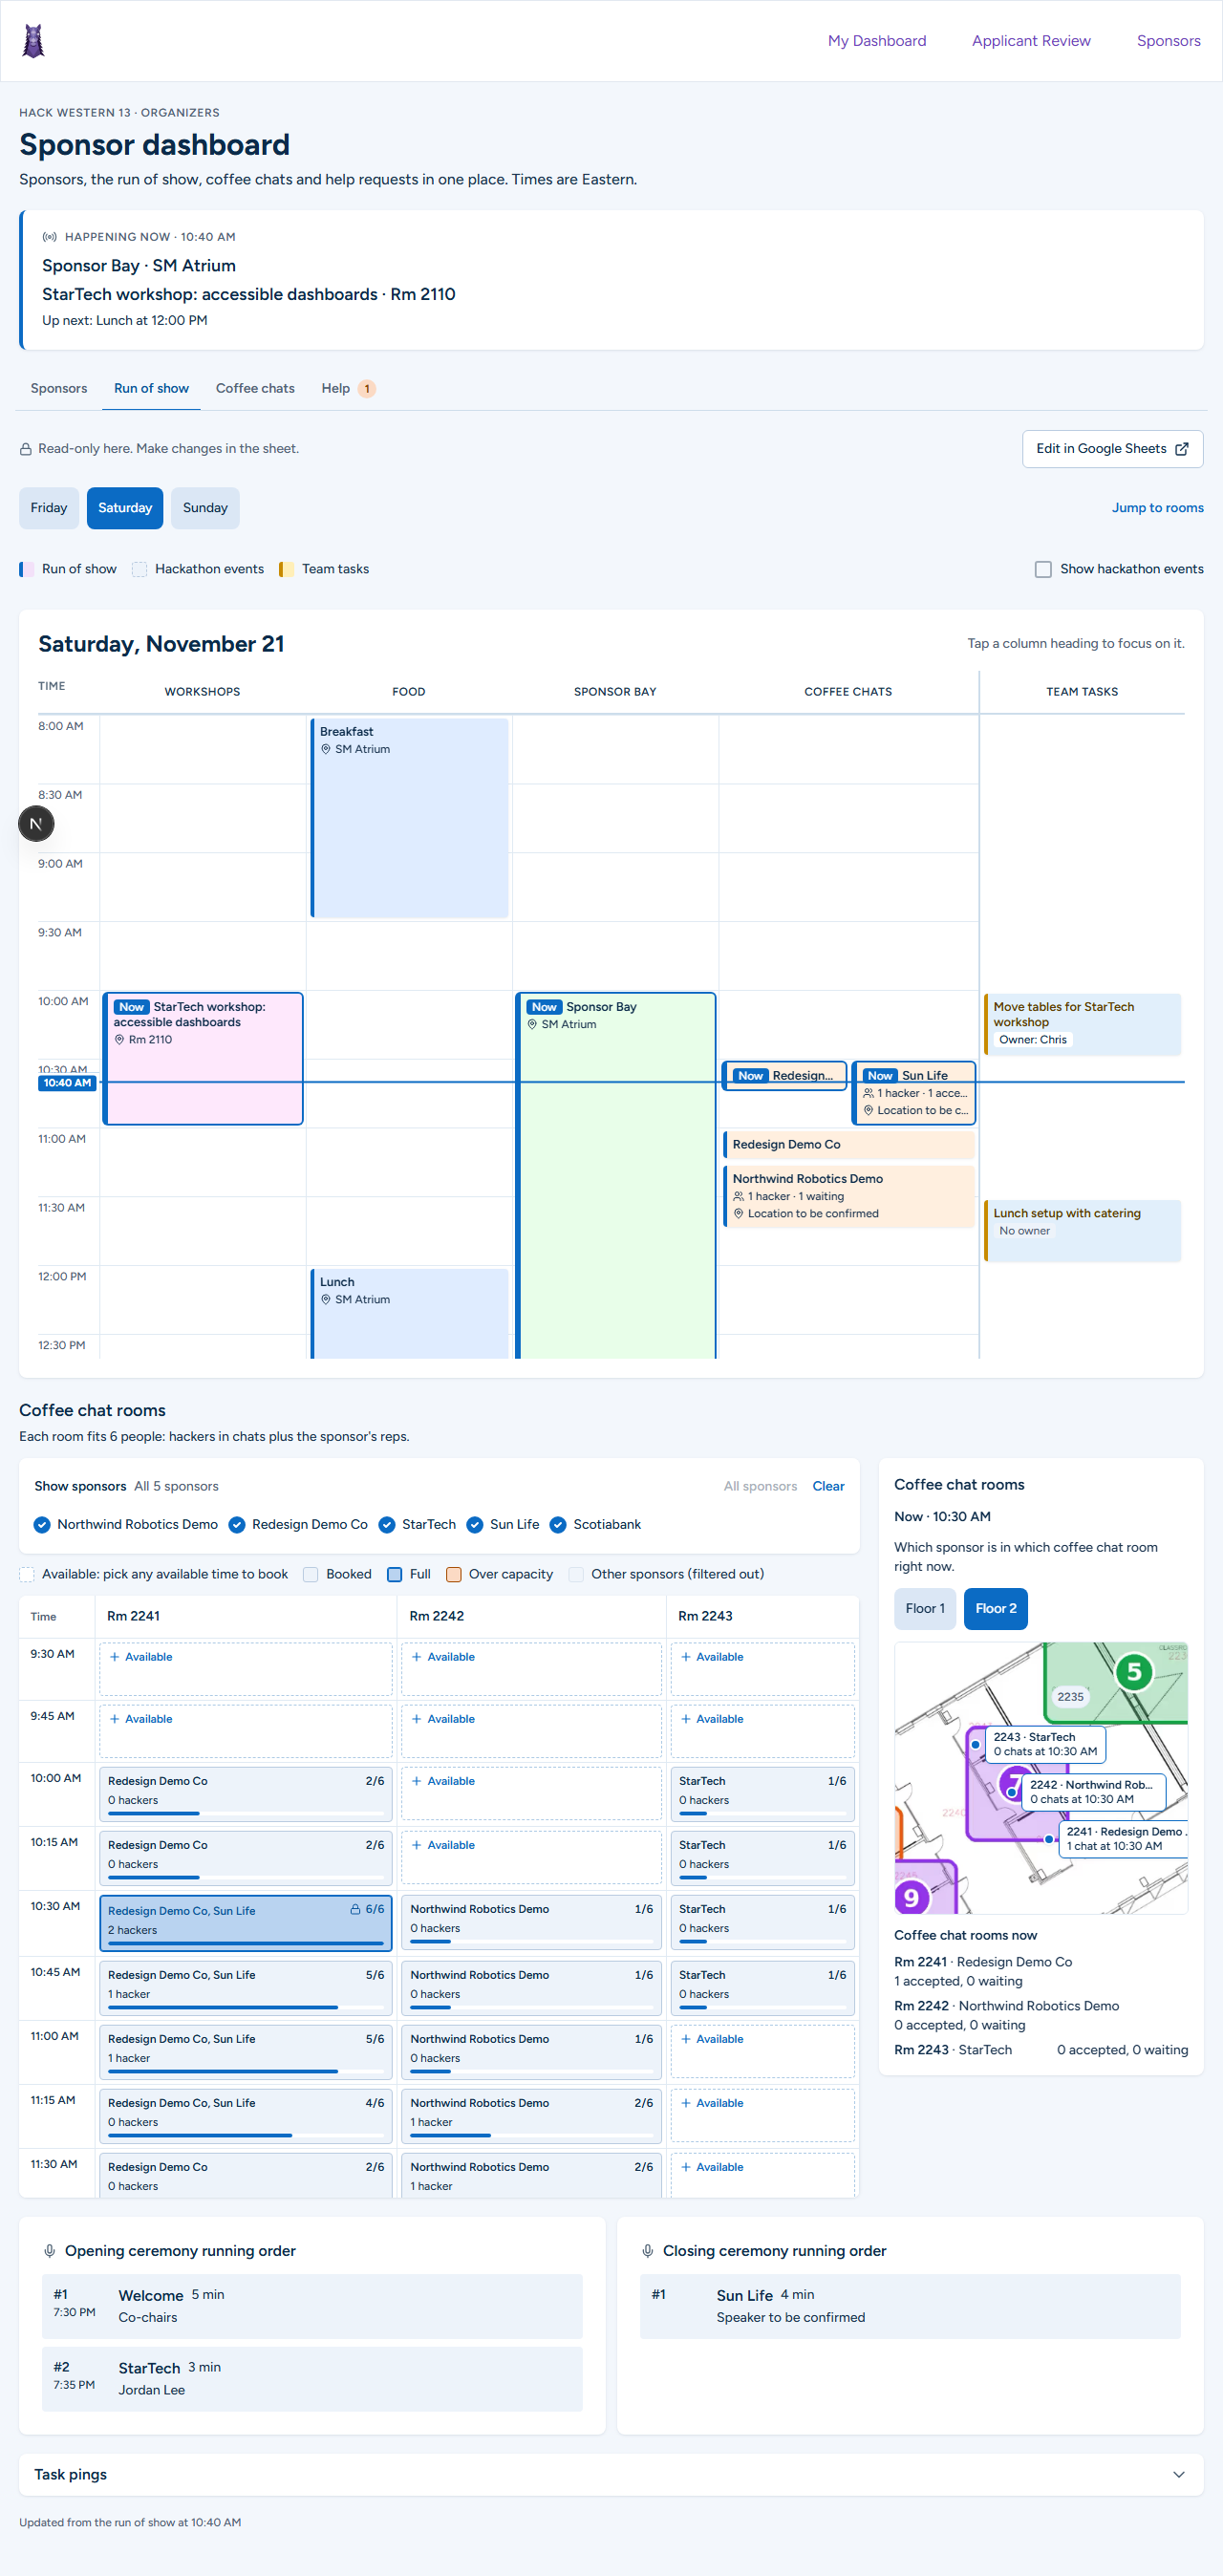 My Dashboard
Applicant Review
Sponsors
HACK WESTERN 13 · ORGANIZERS
Sponsor dashboard
Sponsors, the run of show, coffee chats and help requests in one place. Times are Eastern.
HAPPENING NOW · 10:40 AM
Sponsor Bay · SM Atrium
StarTech workshop: accessible dashboards · Rm 2110
Up next: Lunch at 12:00 PM
Sponsors
Run of show
Coffee chats
Help 1
Read-only here. Make changes in the sheet.
Edit in Google Sheets
Friday
Saturday
Sunday
Jump to rooms
Run of show
Hackathon events
Team tasks
Show hackathon events
Saturday, November 21
Tap a column heading to focus on it.
TIME
WORKSHOPS
FOOD
SPONSOR BAY
COFFEE CHATS
TEAM TASKS
8:00 AM
Breakfast
SM Atrium
8:30 AM
N
9:00 AM
9:30 AM
10:00 AM
Now StarTech workshop:
accessible dashboards
Rm 2110
Now Sponsor Bay
SM Atrium
Move tables for StarTech
workshop
Owner: Chris
10:30 AM
10:40 AM
Now Redesign...
Now Sun Life
1 hacker · 1 acce...
Location to be c...
11:00 AM
Redesign Demo Co
Northwind Robotics Demo
1 hacker · 1 waiting
Location to be confirmed
11:30 AM
Lunch setup with catering
No owner
12:00 PM
Lunch
SM Atrium
12:30 PM
Coffee chat rooms
Each room fits 6 people: hackers in chats plus the sponsor's reps.
Show sponsors All 5 sponsors
All sponsors
Clear
Northwind Robotics Demo
Redesign Demo Co
StarTech
Sun Life
Scotiabank
Available: pick any available time to book
Booked
Full
Over capacity
Other sponsors (filtered out)
Time
Rm 2241
Rm 2242
Rm 2243
9:30 AM
Available
Available
Available
9:45 AM
Available
Available
Available
10:00 AM
Redesign Demo Co 2/6
0 hackers
Available
StarTech 1/6
0 hackers
10:15 AM
Redesign Demo Co 2/6
0 hackers
Available
StarTech 1/6
0 hackers
10:30 AM
Redesign Demo Co, Sun Life 6/6
2 hackers
Northwind Robotics Demo 1/6
0 hackers
StarTech 1/6
0 hackers
10:45 AM
Redesign Demo Co, Sun Life 5/6
1 hacker
Northwind Robotics Demo 1/6
0 hackers
StarTech 1/6
0 hackers
11:00 AM
Redesign Demo Co, Sun Life 5/6
1 hacker
Northwind Robotics Demo 1/6
0 hackers
Available
11:15 AM
Redesign Demo Co, Sun Life 4/6
0 hackers
Northwind Robotics Demo 2/6
1 hacker
Available
11:30 AM
Redesign Demo Co 2/6
0 hackers
Northwind Robotics Demo 2/6
1 hacker
Available
Coffee chat rooms
Now · 10:30 AM
Which sponsor is in which coffee chat room
right now.
Floor 1
Floor 2
5
2235
2243 · StarTech
0 chats at 10:30 AM
7
2242 · Northwind Rob...
0 chats at 10:30 AM
2241 · Redesign Demo .
1 chat at 10:30 AM
9
Coffee chat rooms now
Rm 2241 · Redesign Demo Co
1 accepted, 0 waiting
Rm 2242 · Northwind Robotics Demo
0 accepted, 0 waiting
Rm 2243 · StarTech 0 accepted, 0 waiting
Opening ceremony running order
#1 Welcome 5 min
7:30 PM Co-chairs
#2 StarTech 3 min
7:35 PM Jordan Lee
Closing ceremony running order
#1 Sun Life 4 min
Speaker to be confirmed
Task pings
Updated from the run of show at 10:40 AM